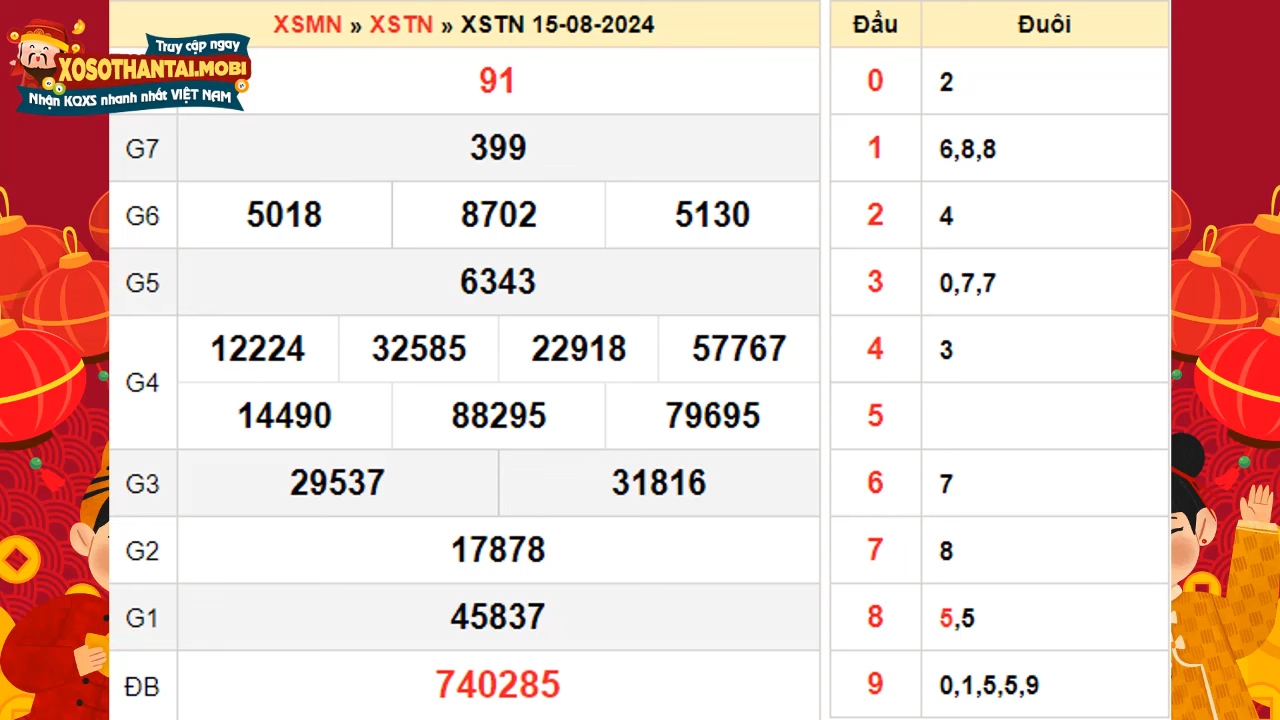 Truy cập ngay
XOSOTHANTAI.MOBI
Nhận KQXS nhanh nhất VIỆT NAM
XSMN » XSTN » XSTN 15-08-2024
91
G7 399
G6 5018 8702 5130
G5 6343
G4 12224 32585 22918 57767
14490 88295 79695
G3 29537 31816
G2 17878
G1 45837
ĐB 740285
Đầu Đuôi
0 2
1 6,8,8
2 4
3 0,7,7
4 3
5
6 7
7 8
8 5,5
9 0,1,5,5,9